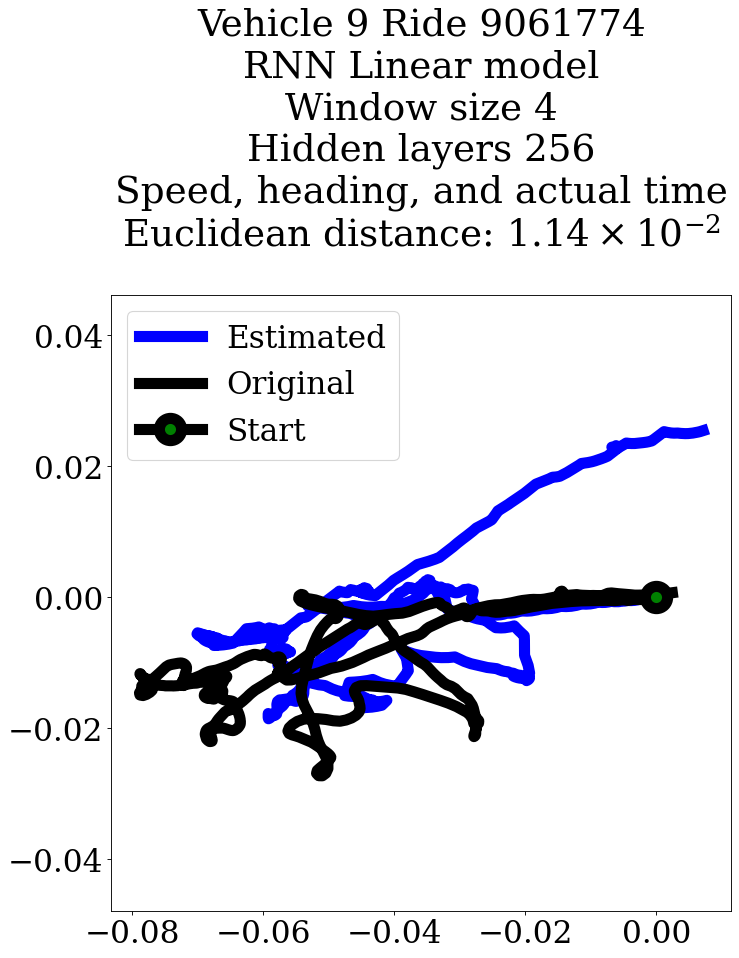 Vehicle 9 Ride 9061774
RNN Linear model
Window size 4
Hidden layers 256
Speed, heading, and actual time
Euclidean distance: 1.14 × 10⁻²
Estimated
Original
Start
0.04
0.02
0.00
−0.02
−0.04
−0.08 −0.06 −0.04 −0.02 0.00